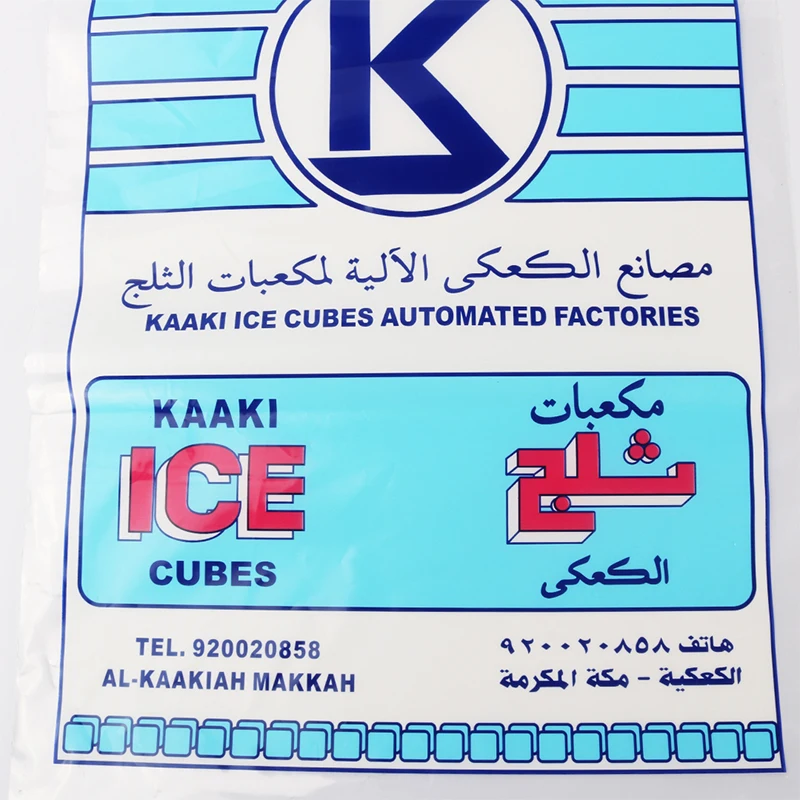 K
مصانع الكعكى الآلية لمكعبات الثلج
KAAKI ICE CUBES AUTOMATED FACTORIES
KAAKI
ICE
CUBES
مكعبات
ثلج
الكعكى
TEL. 920020858
AL-KAAKIAH MAKKAH
هاتف ٩٢٠٠٢٠٨٥٨
الكعكية - مكة المكرمة